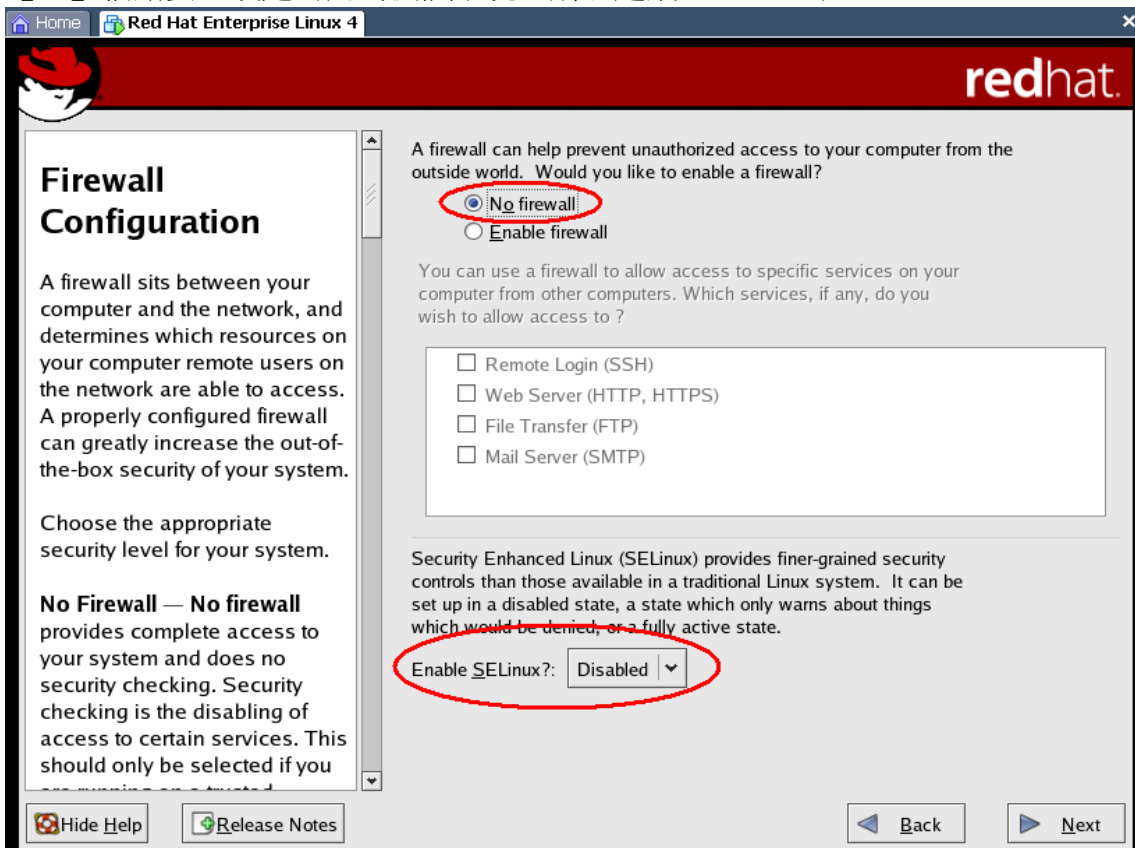 Home
Red Hat Enterprise Linux 4
redhat.
Firewall
Configuration
A firewall sits between your
computer and the network, and
determines which resources on
your computer remote users on
the network are able to access.
A properly configured firewall
can greatly increase the out-of-
the-box security of your system.
Choose the appropriate
security level for your system.
No Firewall — No firewall
provides complete access to
your system and does no
security checking. Security
checking is the disabling of
access to certain services. This
should only be selected if you
A firewall can help prevent unauthorized access to your computer from the
outside world. Would you like to enable a firewall?
No firewall
Enable firewall
You can use a firewall to allow access to specific services on your
computer from other computers. Which services, if any, do you
wish to allow access to ?
Remote Login (SSH)
Web Server (HTTP, HTTPS)
File Transfer (FTP)
Mail Server (SMTP)
Security Enhanced Linux (SELinux) provides finer-grained security
controls than those available in a traditional Linux system. It can be
set up in a disabled state, a state which only warns about things
which would be denied, or a fully active state.
Enable SELinux?: Disabled
Hide Help
Release Notes
Back
Next